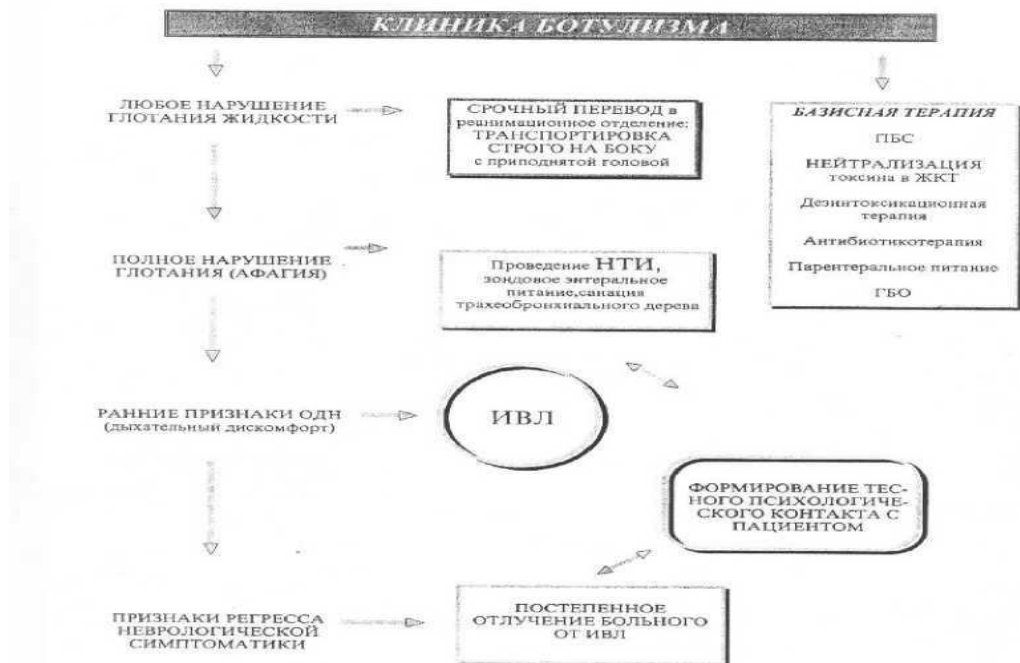 КЛИНИКА БОТУЛИЗМА
ЛЮБОЕ НАРУШЕНИЕ
ГЛОТАНИЯ ЖИДКОСТИ
СРОЧНЫЙ ПЕРЕВОД в
реанимационное отделение;
ТРАНСПОРТИРОВКА
СТРОГО НА БОКУ
с приподнятой головой
БАЗИСНАЯ ТЕРАПИЯ
ПБС
НЕЙТРАЛИЗАЦИЯ
токсина в ЖКТ
Дезинтоксикационная
терапия
Антибиотикотерапия
Парентеральное питание
ГБО
ПОЛНОЕ НАРУШЕНИЕ
ГЛОТАНИЯ (АФАГИЯ)
Проведение НТИ,
зондовое энтеральное
питание,санация
трахеобронхиального дерева
РАННИЕ ПРИЗНАКИ ОДН
(дыхательный дискомфорт)
ИВЛ
ФОРМИРОВАНИЕ ТЕС-
НОГО ПСИХОЛОГИЧЕ-
СКОГО КОНТАКТА С
ПАЦИЕНТОМ
ПРИЗНАКИ РЕГРЕССА
НЕВРОЛОГИЧЕСКОЙ
СИМПТОМАТИКИ
ПОСТЕПЕННОЕ
ОТЛУЧЕНИЕ БОЛЬНОГО
ОТ ИВЛ